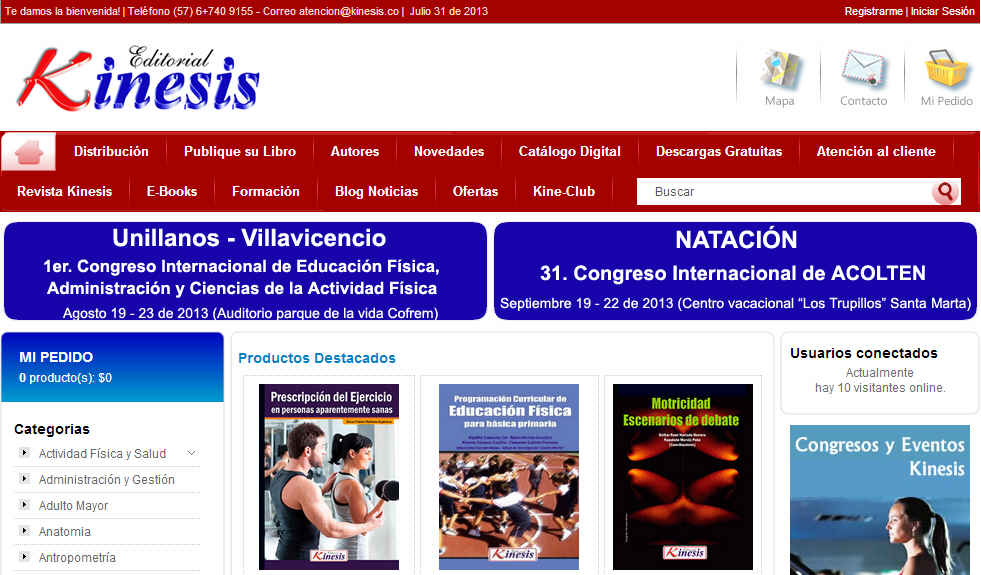 Te damos la bienvenida! | Teléfono (57) 6+740 9155 - Correo atencion@kinesis.co | Julio 31 de 2013
Registrarme | Iniciar Sesión
Editorial
Kinesis
Mapa
Contacto
Mi Pedido
Distribución
Publique su Libro
Autores
Novedades
Catálogo Digital
Descargas Gratuitas
Atención al cliente
Revista Kinesis
E-Books
Formación
Blog Noticias
Ofertas
Kine-Club
Buscar
Unillanos - Villavicencio
1er. Congreso Internacional de Educación Física,
Administración y Ciencias de la Actividad Física
Agosto 19 - 23 de 2013 (Auditorio parque de la vida Cofrem)
NATACIÓN
31. Congreso Internacional de ACOLTEN
Septiembre 19 - 22 de 2013 (Centro vacacional “Los Trupillos” Santa Marta)
MI PEDIDO
0 producto(s): $0
Categorias
Actividad Física y Salud
Administración y Gestión
Adulto Mayor
Anatomía
Antropometría
Productos Destacados
Prescripción del Ejercicio
en personas aparentemente sanas
Kinesis
Programación Curricular de
Educación Física
para básica primaria
Kinesis
Motricidad
Escenarios de debate
Kinesis
Usuarios conectados
Actualmente
hay 10 visitantes online.
Congresos y Eventos
Kinesis